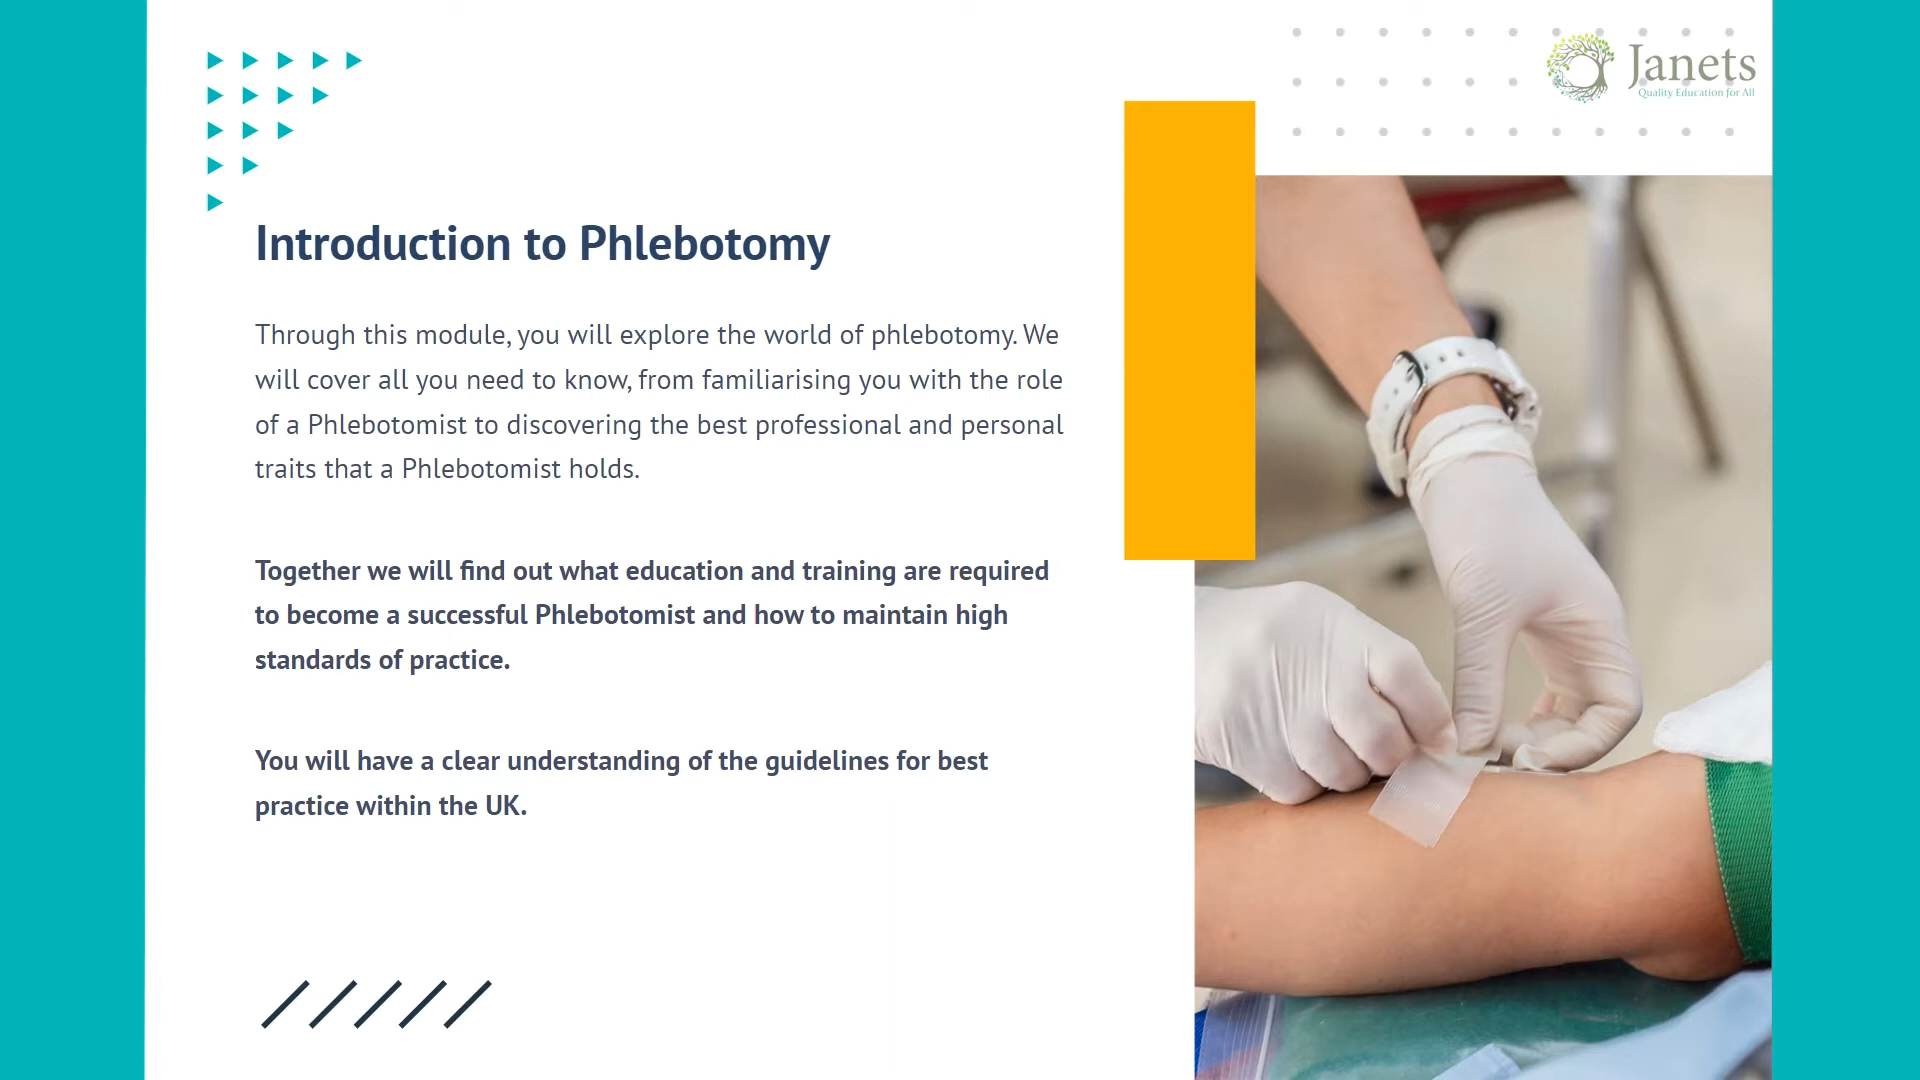 Janets
Quality Education for All
Introduction to Phlebotomy
Through this module, you will explore the world of phlebotomy. We
will cover all you need to know, from familiarising you with the role
of a Phlebotomist to discovering the best professional and personal
traits that a Phlebotomist holds.
Together we will find out what education and training are required
to become a successful Phlebotomist and how to maintain high
standards of practice.
You will have a clear understanding of the guidelines for best
practice within the UK.